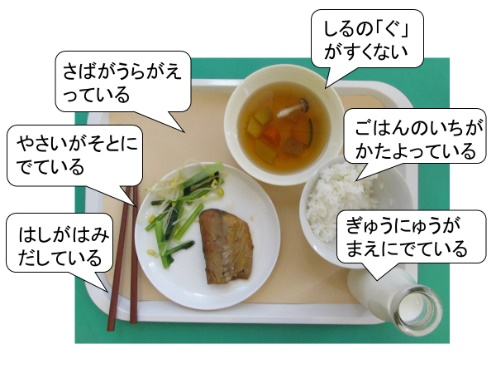 しるの「ぐ」
がすくない
さばがうらがえ
っている
ごはんのいちが
かたよっている
やさいがそとに
でている
ぎゅうにゅうが
まえにでている
はしがはみ
だしている